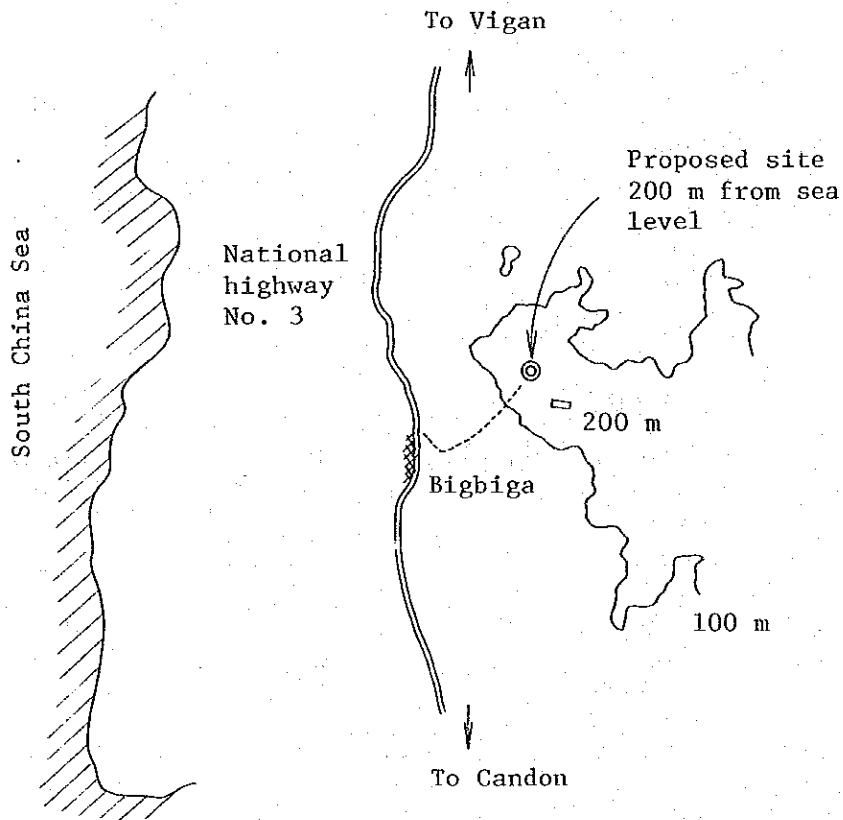 To Vigan
Proposed site
200 m from sea
level
National
highway
No. 3
South China Sea
200 m
Bigbiga
100 m
To Candon